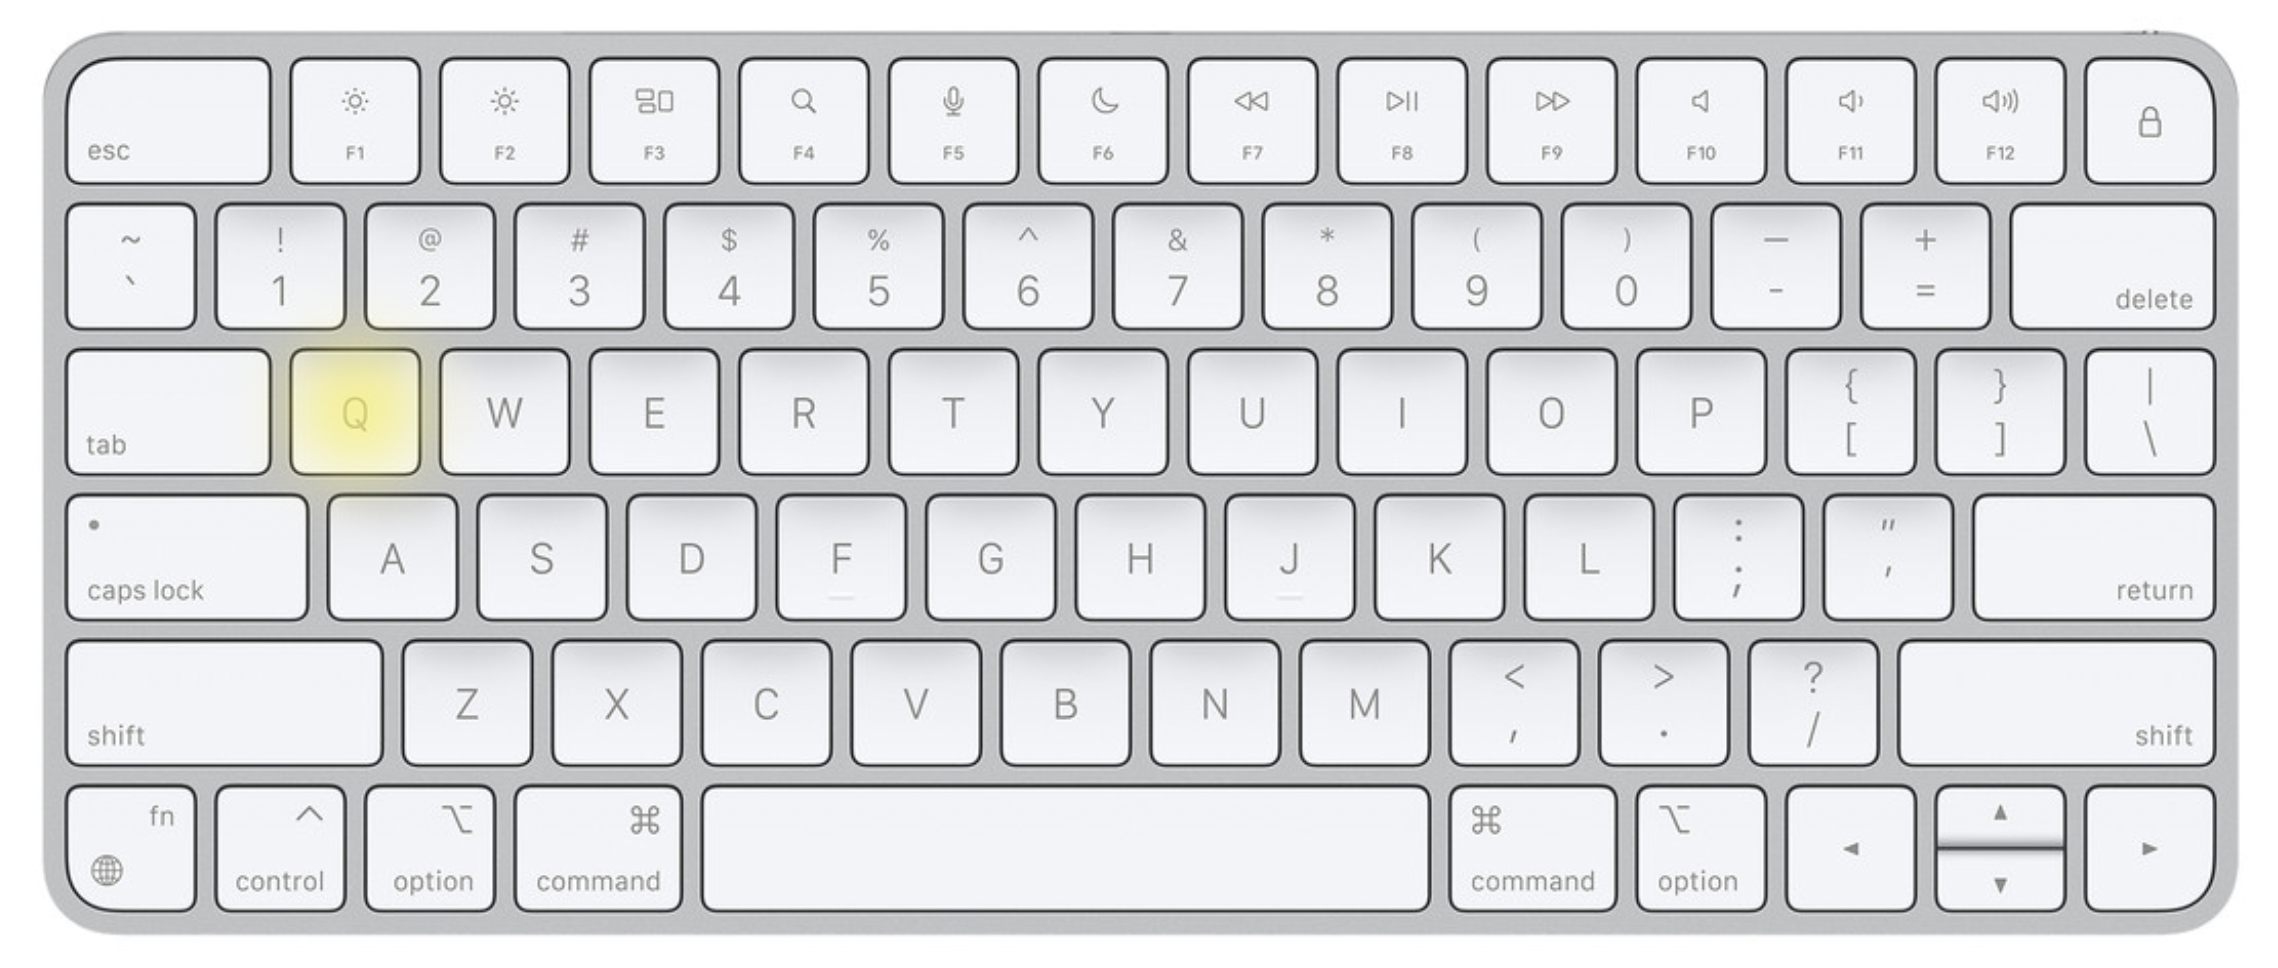 esc F1 F2 F3 F4 F5 F6 F7 F8 F9 F10 F11 F12
~ ! @ # $ % ^ & * ( ) — +
` 1 2 3 4 5 6 7 8 9 0 - = delete
tab Q W E R T Y U I O P { } |
[ ] \
caps lock A S D F G H J K L : "
; ' return
shift Z X C V B N M < > ?
, . / shift
fn ^ ⌥ ⌘ ⌘ ⌥ ▲
◀ ▶
control option command command option ▼